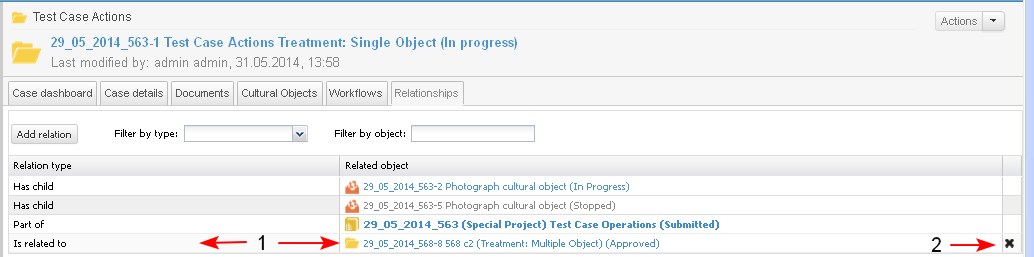 Test Case Actions
Actions
29_05_2014_563-1 Test Case Actions Treatment: Single Object (In progress)
Last modified by: admin admin, 31.05.2014, 13:58
Case dashboard Case details Documents Cultural Objects Workflows Relationships
Add relation Filter by type: Filter by object:
Relation type Related object
Has child 29_05_2014_563-2 Photograph cultural object (In Progress)
Has child 29_05_2014_563-5 Photograph cultural object (Stopped)
Part of 29_05_2014_563 (Special Project) Test Case Operations (Submitted)
Is related to 1 29_05_2014_568-8 568 c2 (Treatment: Multiple Object) (Approved) 2